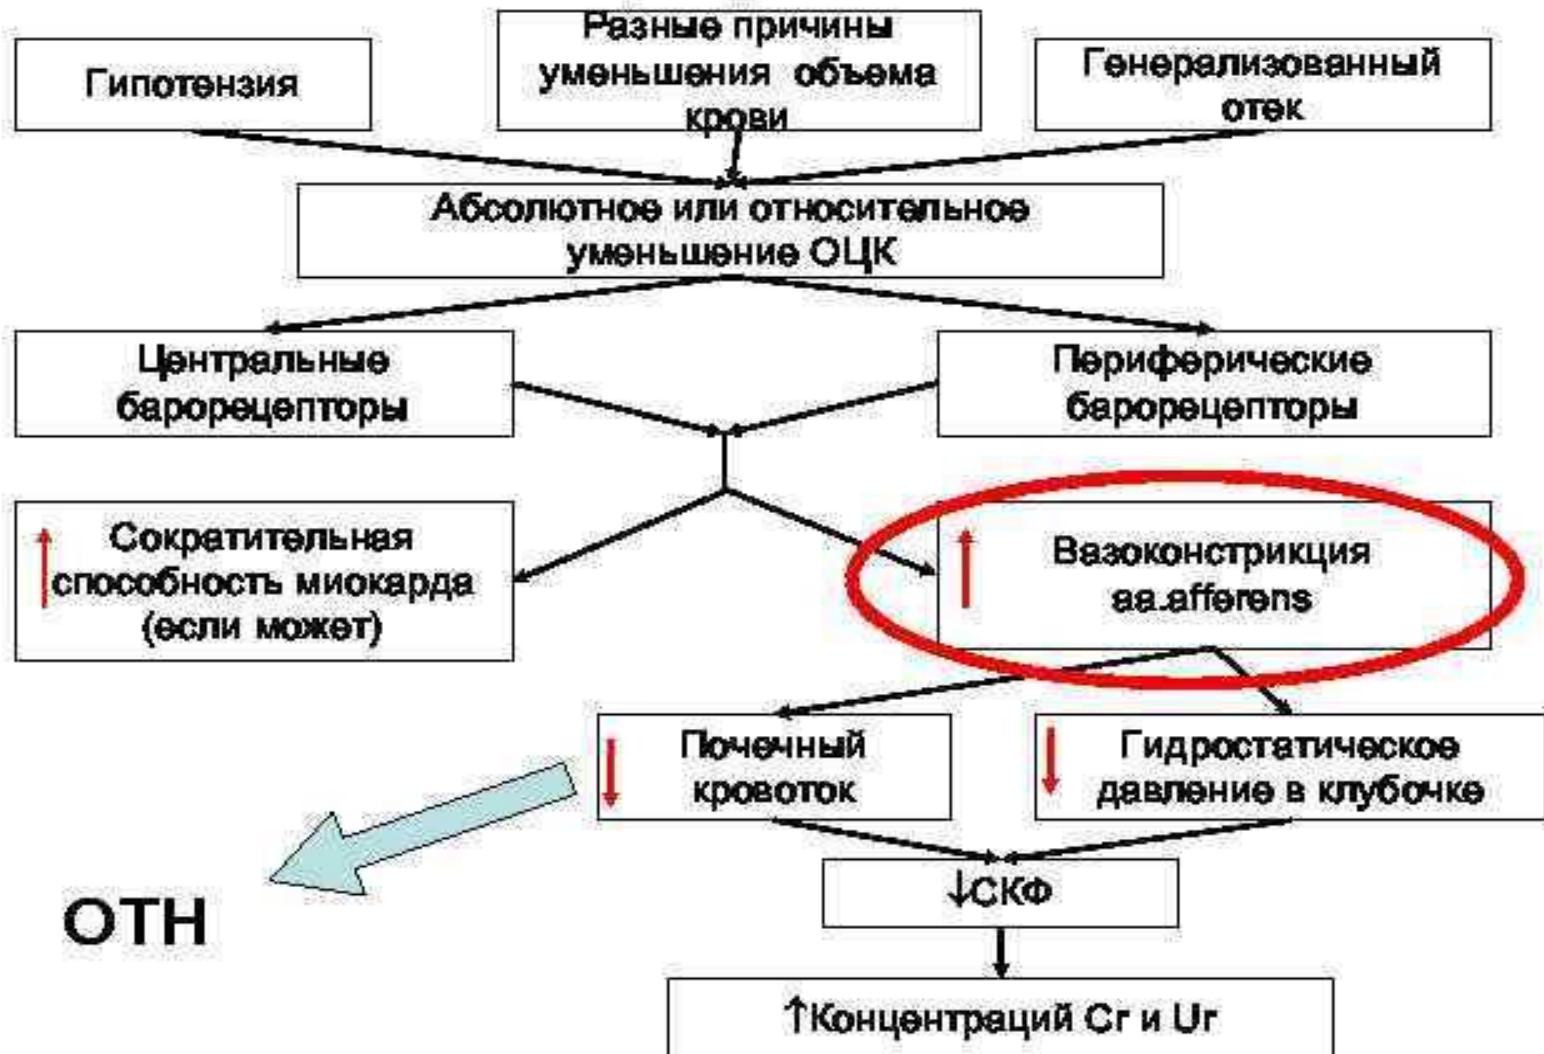 Разные причины
уменьшения объема
крови
Гипотензия
Генерализованный
отек
Абсолютное или относительное
уменьшение ОЦК
Центральные
барорецепторы
Периферические
барорецепторы
Сократительная
способность миокарда
(если может)
Вазоконстрикция
aa.afferens
Почечный
кровоток
Гидростатическое
давление в клубочке
↓СКФ
ОТН
↑Концентраций Cr и Ur